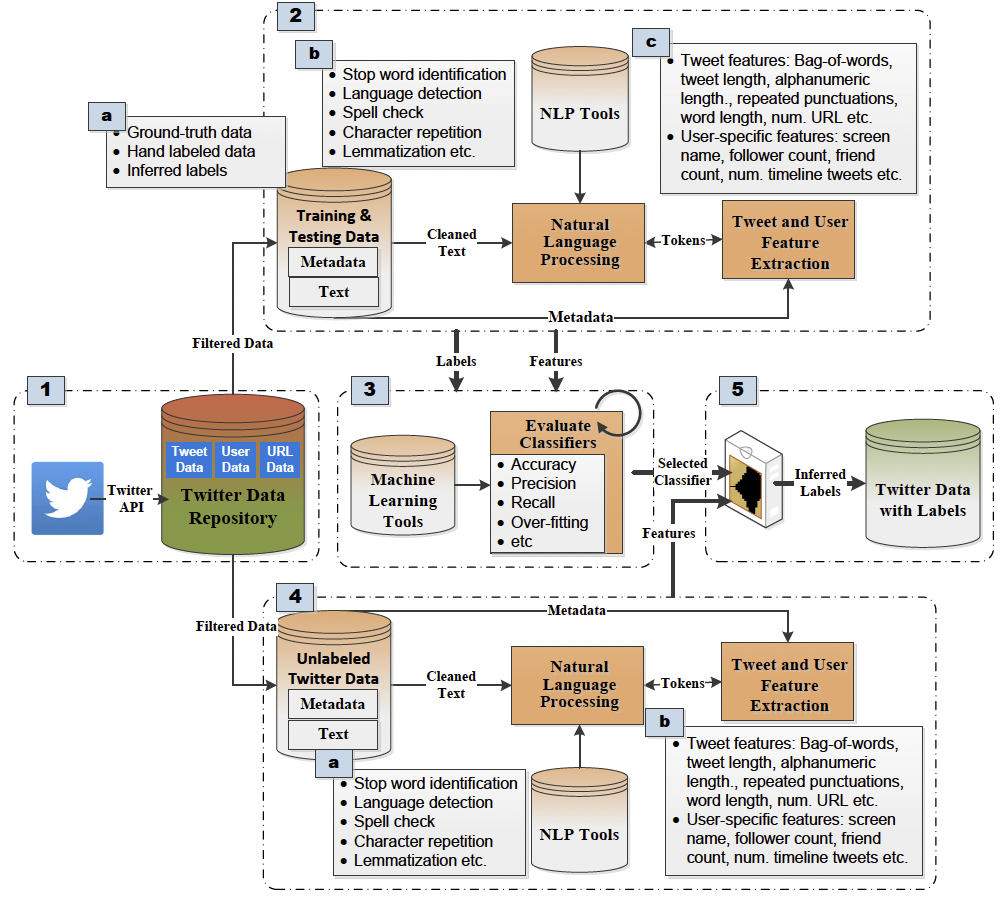 2
b
• Stop word identification
• Language detection
• Spell check
• Character repetition
• Lemmatization etc.
a
• Ground-truth data
• Hand labeled data
• Inferred labels
NLP Tools
c
• Tweet features: Bag-of-words,
tweet length, alphanumeric
length., repeated punctuations,
word length, num. URL etc.
• User-specific features: screen
name, follower count, friend
count, num. timeline tweets etc.
Training &
Testing Data
Metadata
Text
Cleaned
Text
Natural
Language
Processing
Tokens
Tweet and User
Feature
Extraction
Metadata
Filtered Data
Labels
Features
1
Twitter
API
Tweet
Data
User
Data
URL
Data
Twitter Data
Repository
3
Machine
Learning
Tools
Evaluate
Classifiers
• Accuracy
• Precision
• Recall
• Over-fitting
• etc
Selected
Classifier
Features
5
Inferred
Labels
Twitter Data
with Labels
Filtered Data
4
Unlabeled
Twitter Data
Metadata
Text
Metadata
Cleaned
Text
Natural
Language
Processing
Tokens
Tweet and User
Feature
Extraction
a
• Stop word identification
• Language detection
• Spell check
• Character repetition
• Lemmatization etc.
NLP Tools
b
• Tweet features: Bag-of-words,
tweet length, alphanumeric
length., repeated punctuations,
word length, num. URL etc.
• User-specific features: screen
name, follower count, friend
count, num. timeline tweets etc.